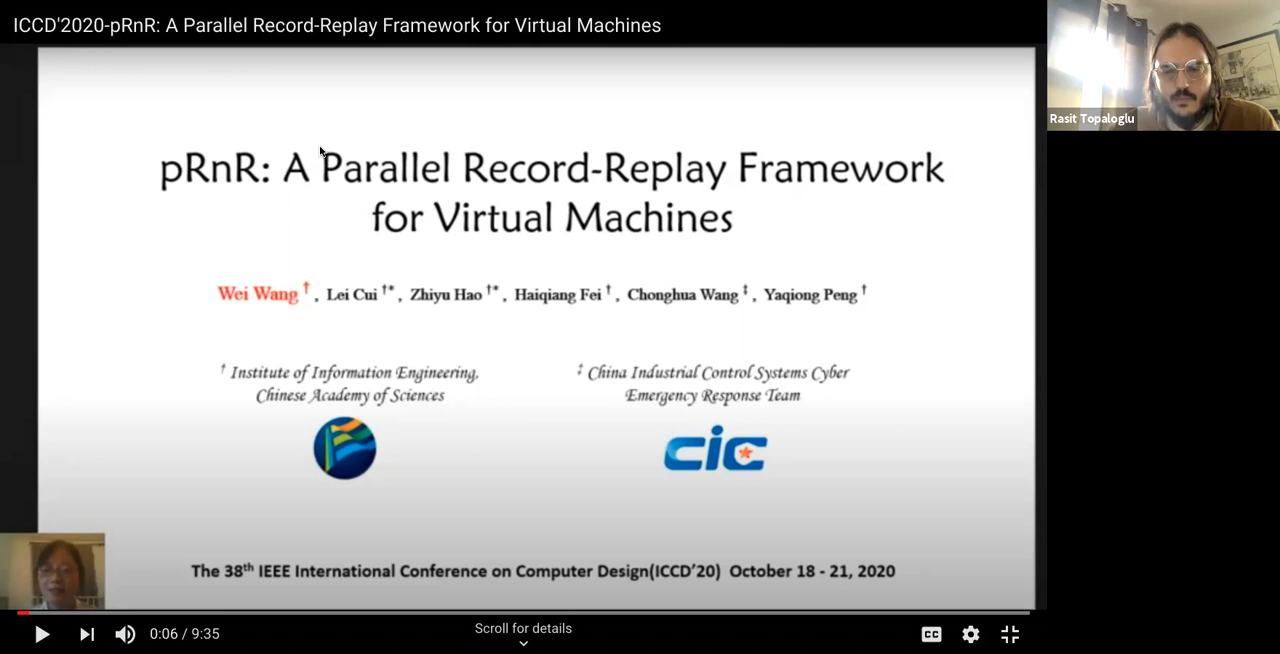 ICCD'2020-pRnR: A Parallel Record-Replay Framework for Virtual Machines
Rasit Topaloglu
pRnR: A Parallel Record-Replay Framework
for Virtual Machines
Wei Wang †, Lei Cui †*, Zhiyu Hao †*, Haiqiang Fei †, Chonghua Wang ‡, Yaqiong Peng †
† Institute of Information Engineering,
Chinese Academy of Sciences
‡ China Industrial Control Systems Cyber
Emergency Response Team
cic
The 38th IEEE International Conference on Computer Design(ICCD'20) October 18 - 21, 2020
0:06 / 9:35
Scroll for details
CC